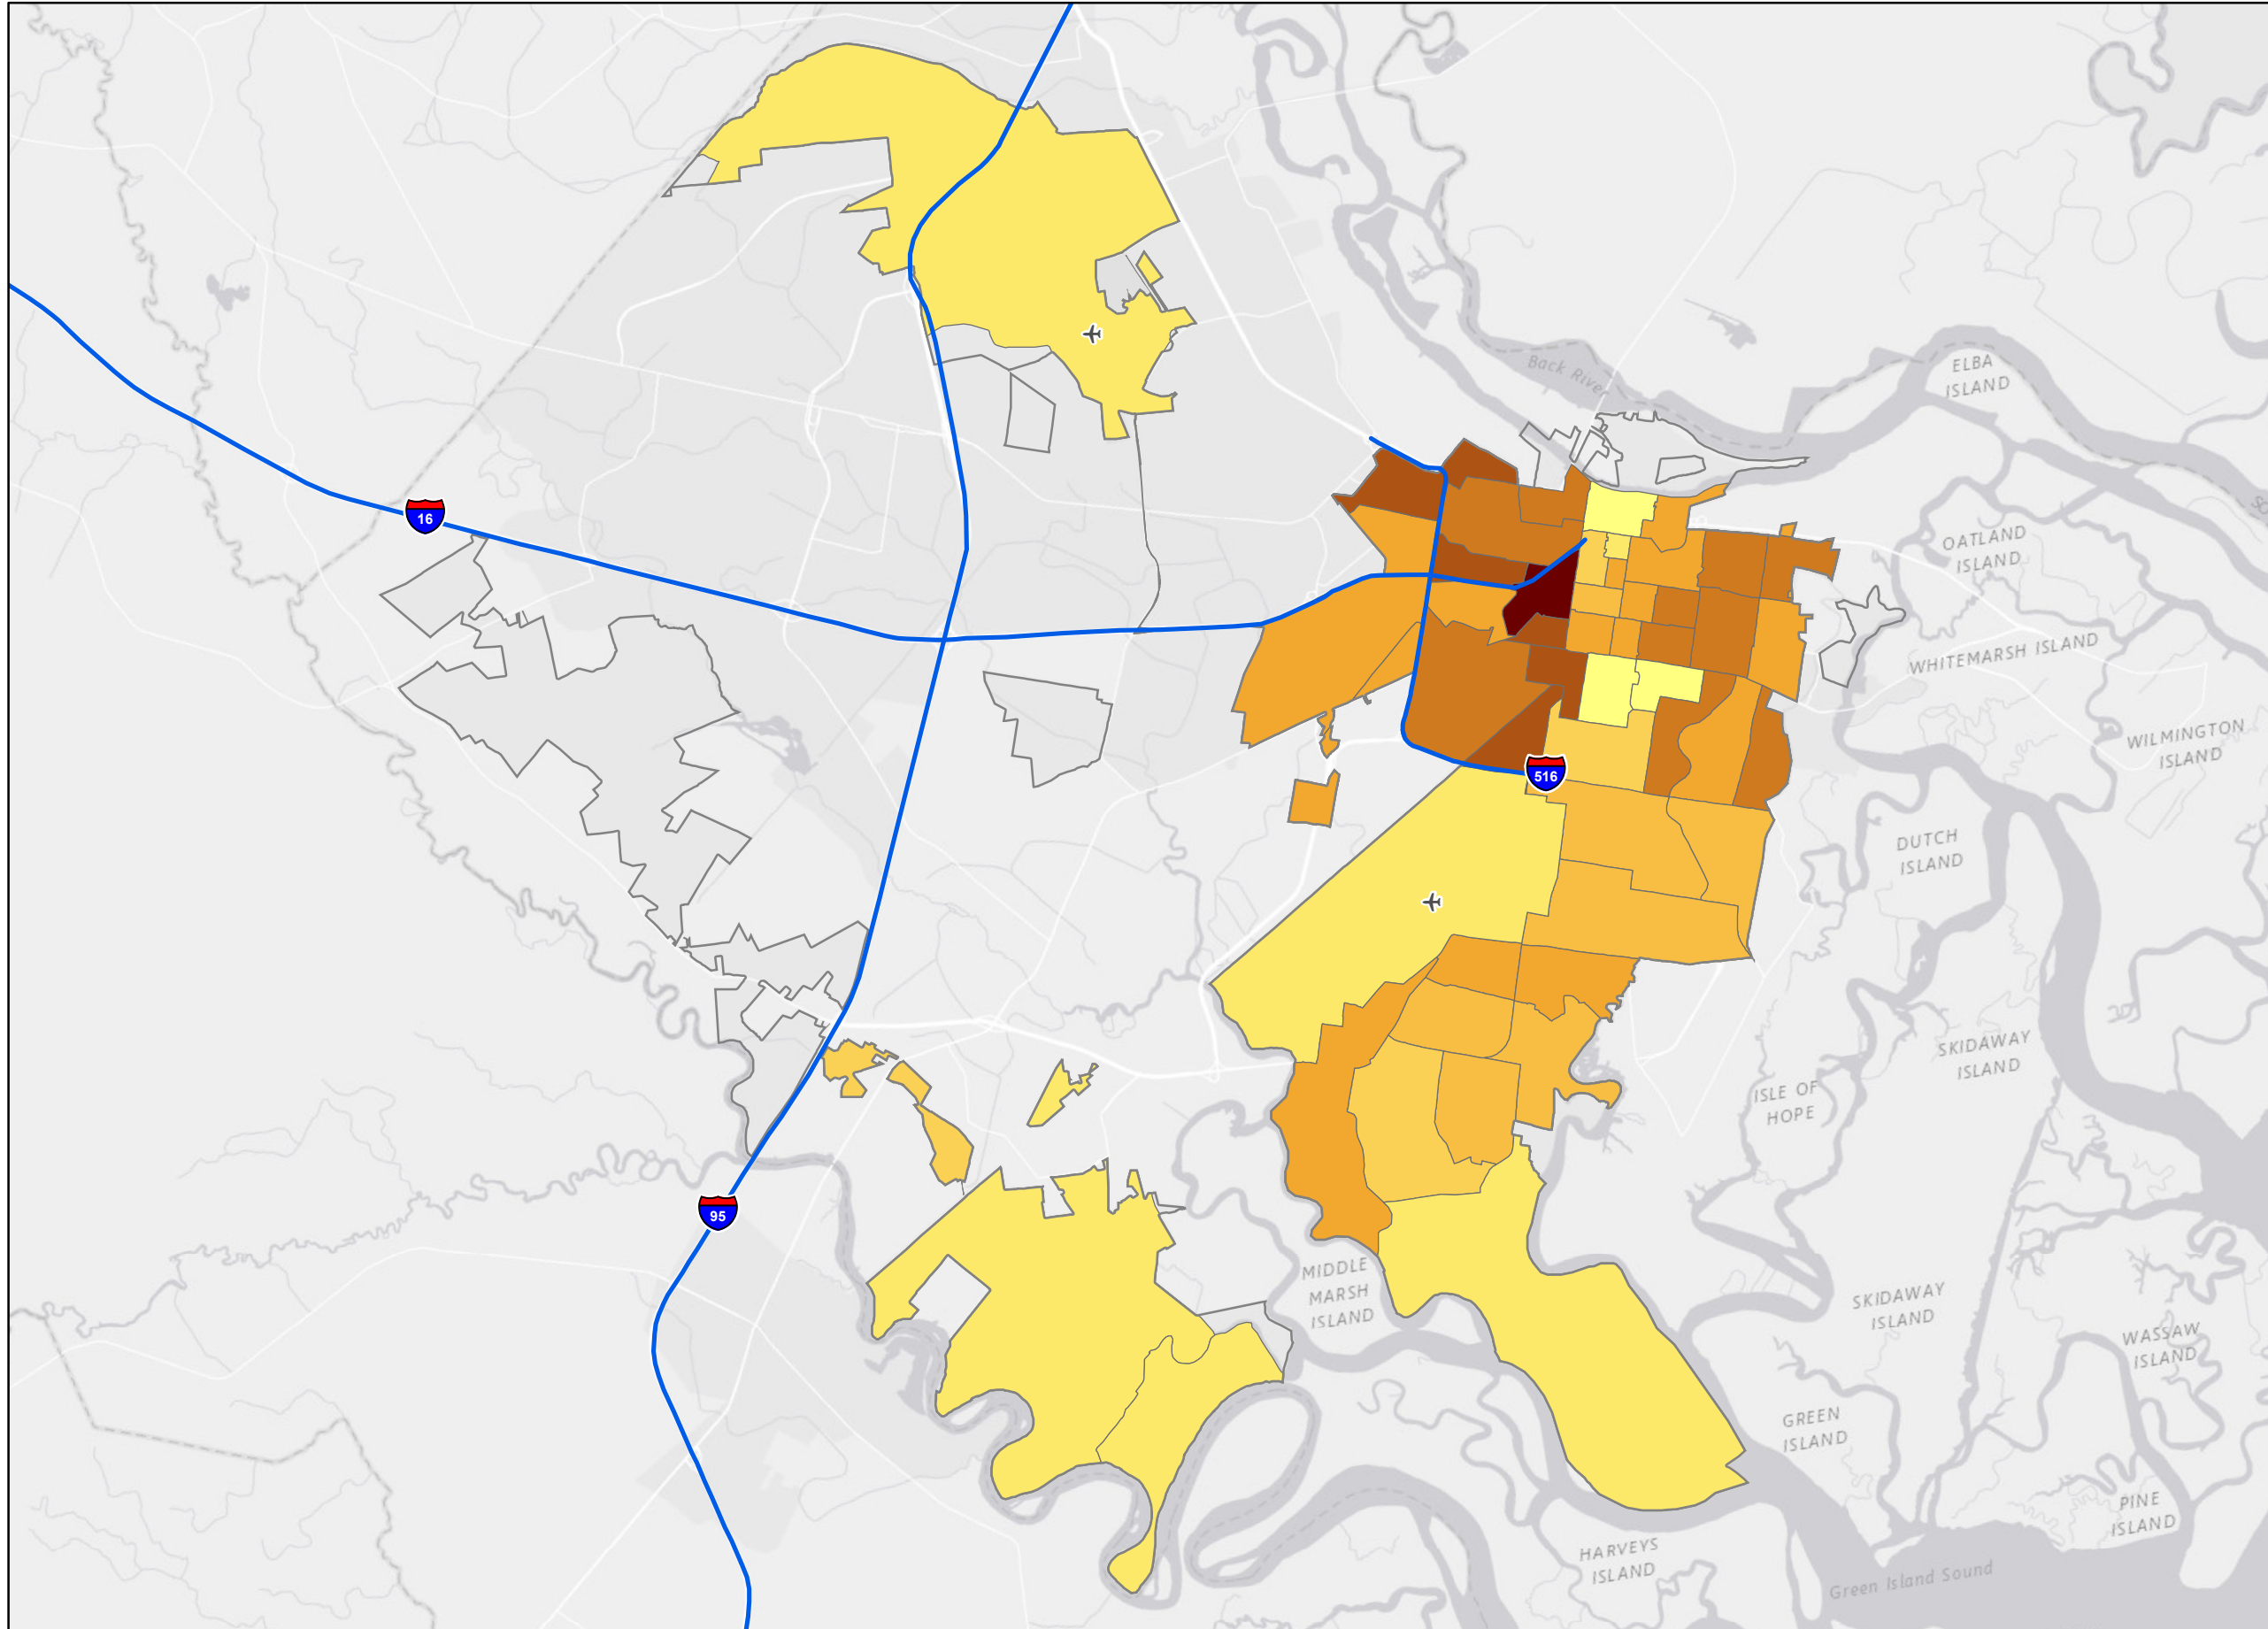 Back River
ELBA
ISLAND
16
OATLAND
ISLAND
WHITEMARSH ISLAND
WILMINGTON
ISLAND
516
DUTCH
ISLAND
SKIDAWAY
ISLAND
ISLE OF
HOPE
95
MIDDLE
MARSH
ISLAND
SKIDAWAY
ISLAND
WASSAW
ISLAND
GREEN
ISLAND
PINE
ISLAND
HARVEYS
ISLAND
Green Island Sound